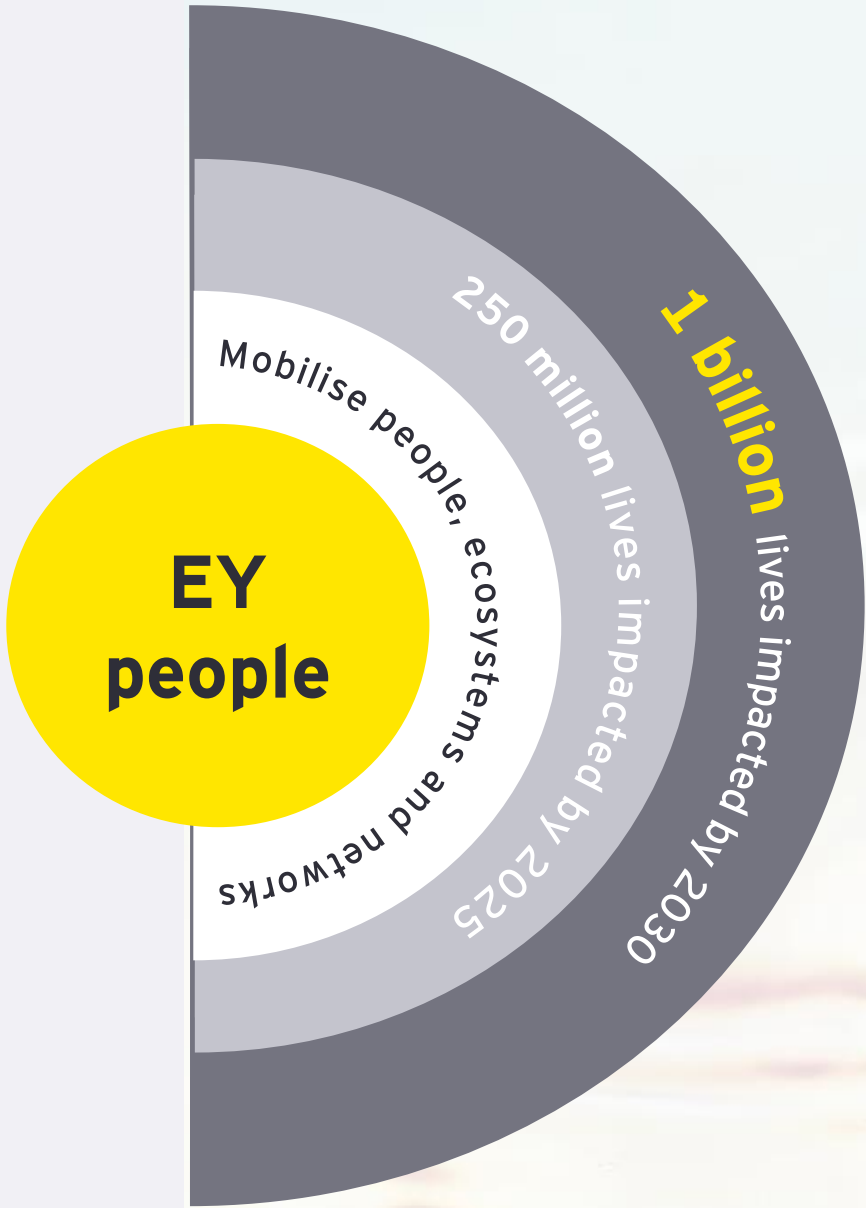 EY
people
Mobilise people, ecosystems and networks
250 million lives impacted by 2025
1 billion lives impacted by 2030